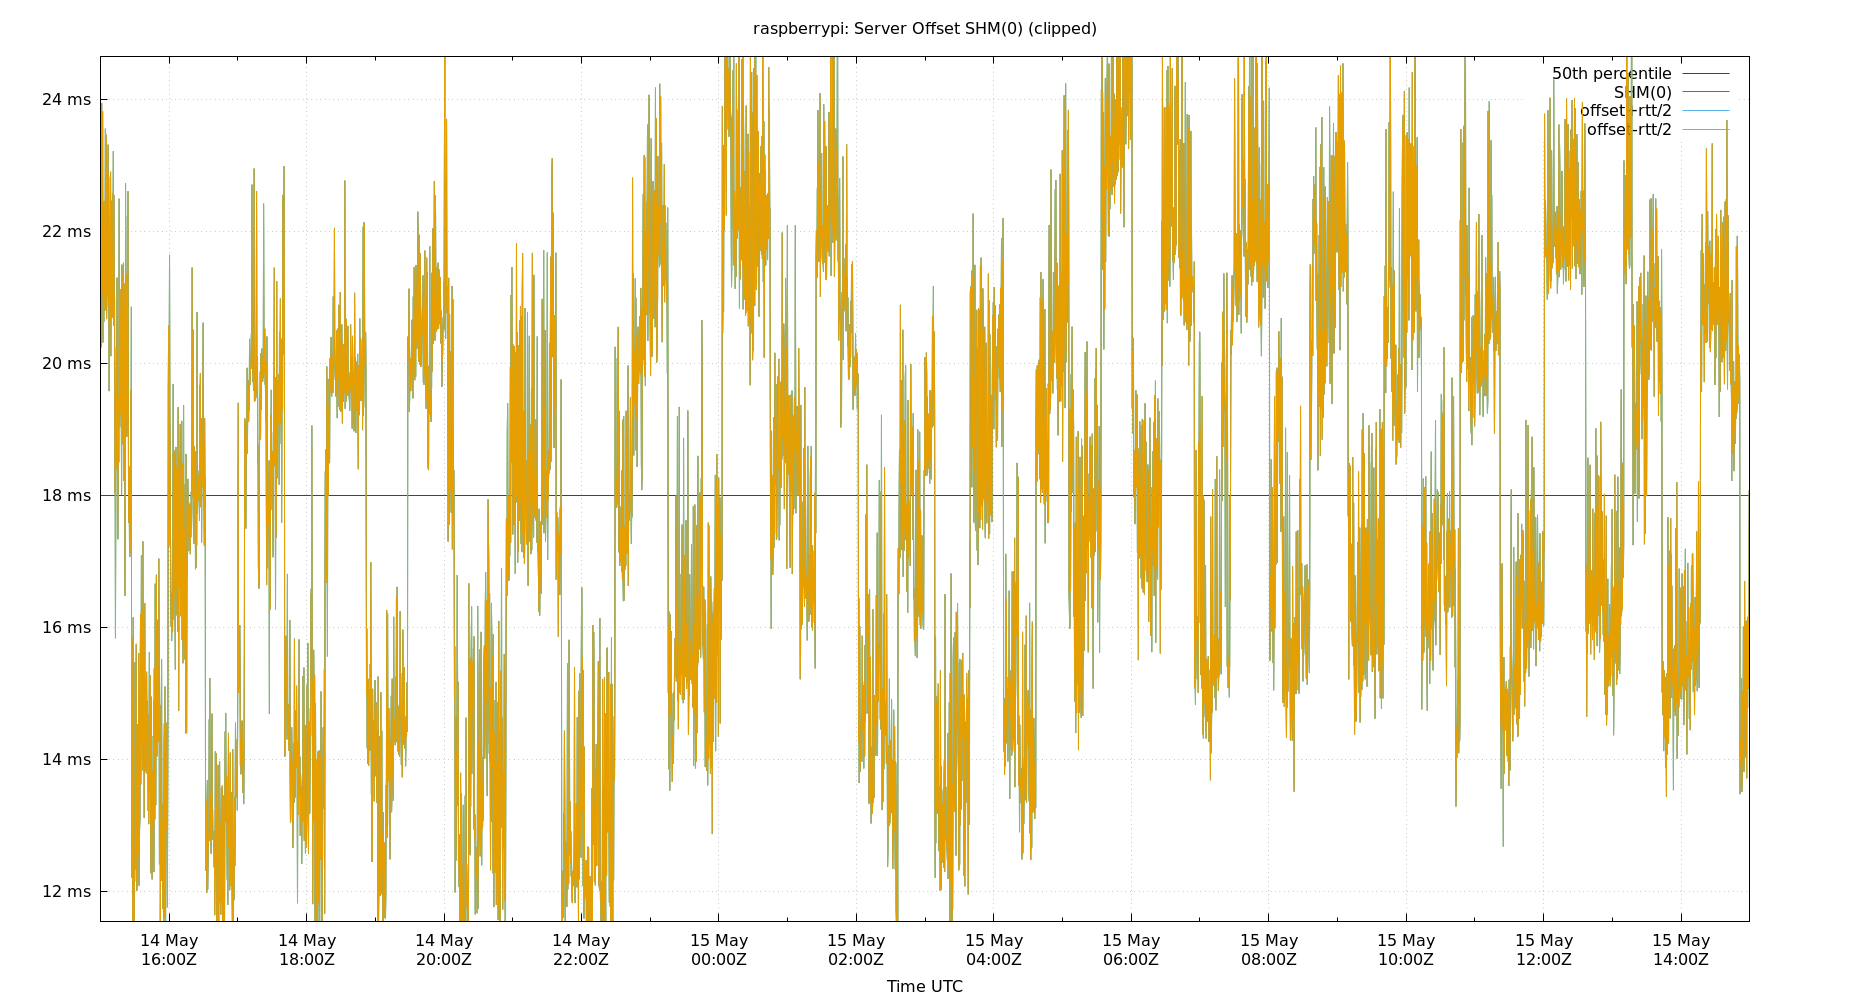 raspberrypi: Server Offset SHM(0) (clipped)
50th percentile
SHM(0)
offset+rtt/2
offset-rtt/2
24 ms
22 ms
20 ms
18 ms
16 ms
14 ms
12 ms
14 May 14 May 14 May 14 May 15 May 15 May 15 May 15 May 15 May 15 May 15 May 15 May
16:00Z 18:00Z 20:00Z 22:00Z 00:00Z 02:00Z 04:00Z 06:00Z 08:00Z 10:00Z 12:00Z 14:00Z
Time UTC